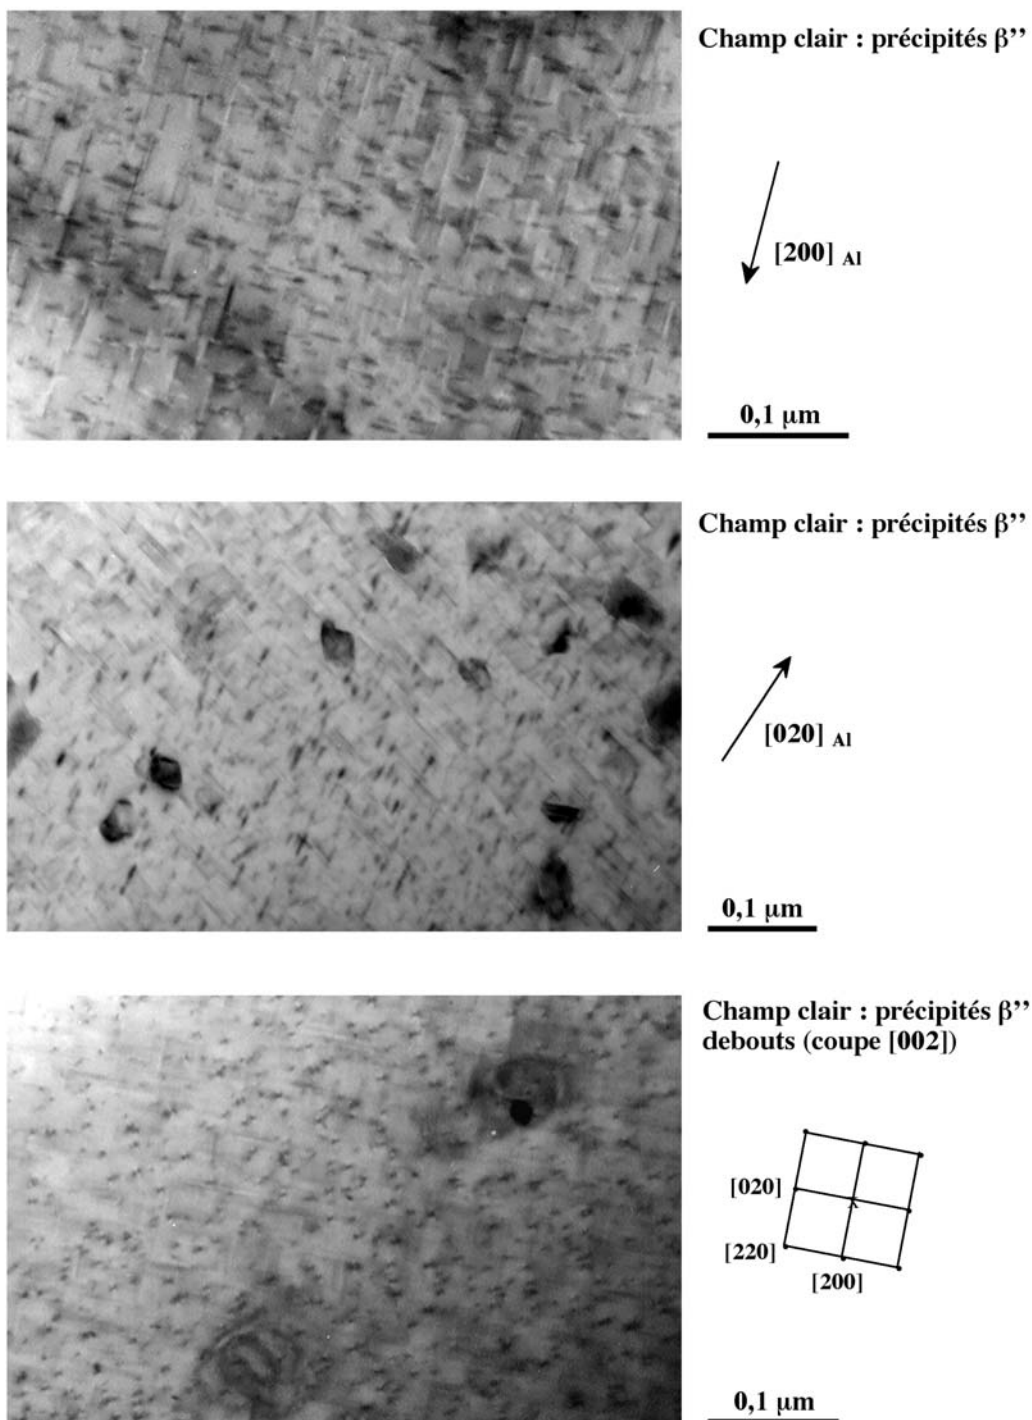 Champ clair : précipités β’’
[200] Al
0,1 µm
Champ clair : précipités β’’
[020] Al
0,1 µm
Champ clair : précipités β’’
debouts (coupe [002])
[020]
[220]
[200]
0,1 µm